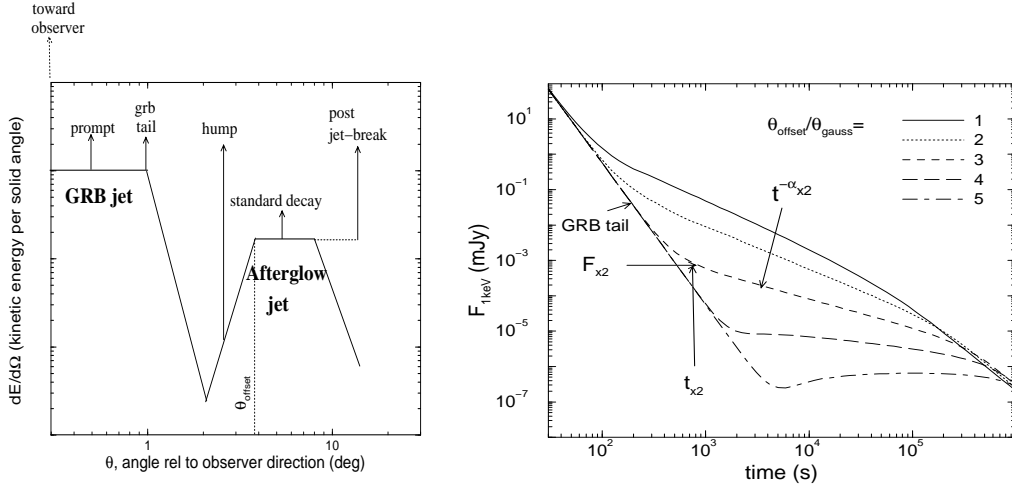 toward
observer
grb
tail
prompt
hump
post
jet-break
GRB jet
standard decay
Afterglow
jet
θoffset
dE/dΩ (kinetic energy per solid angle)
1
10
θ, angle rel to observer direction (deg)
θoffset/θgauss=
1
2
3
4
5
t^-αx2
GRB tail
Fx2
tx2
F1keV (mJy)
10^1
10^-1
10^-3
10^-5
10^-7
10^2
10^3
10^4
10^5
time (s)